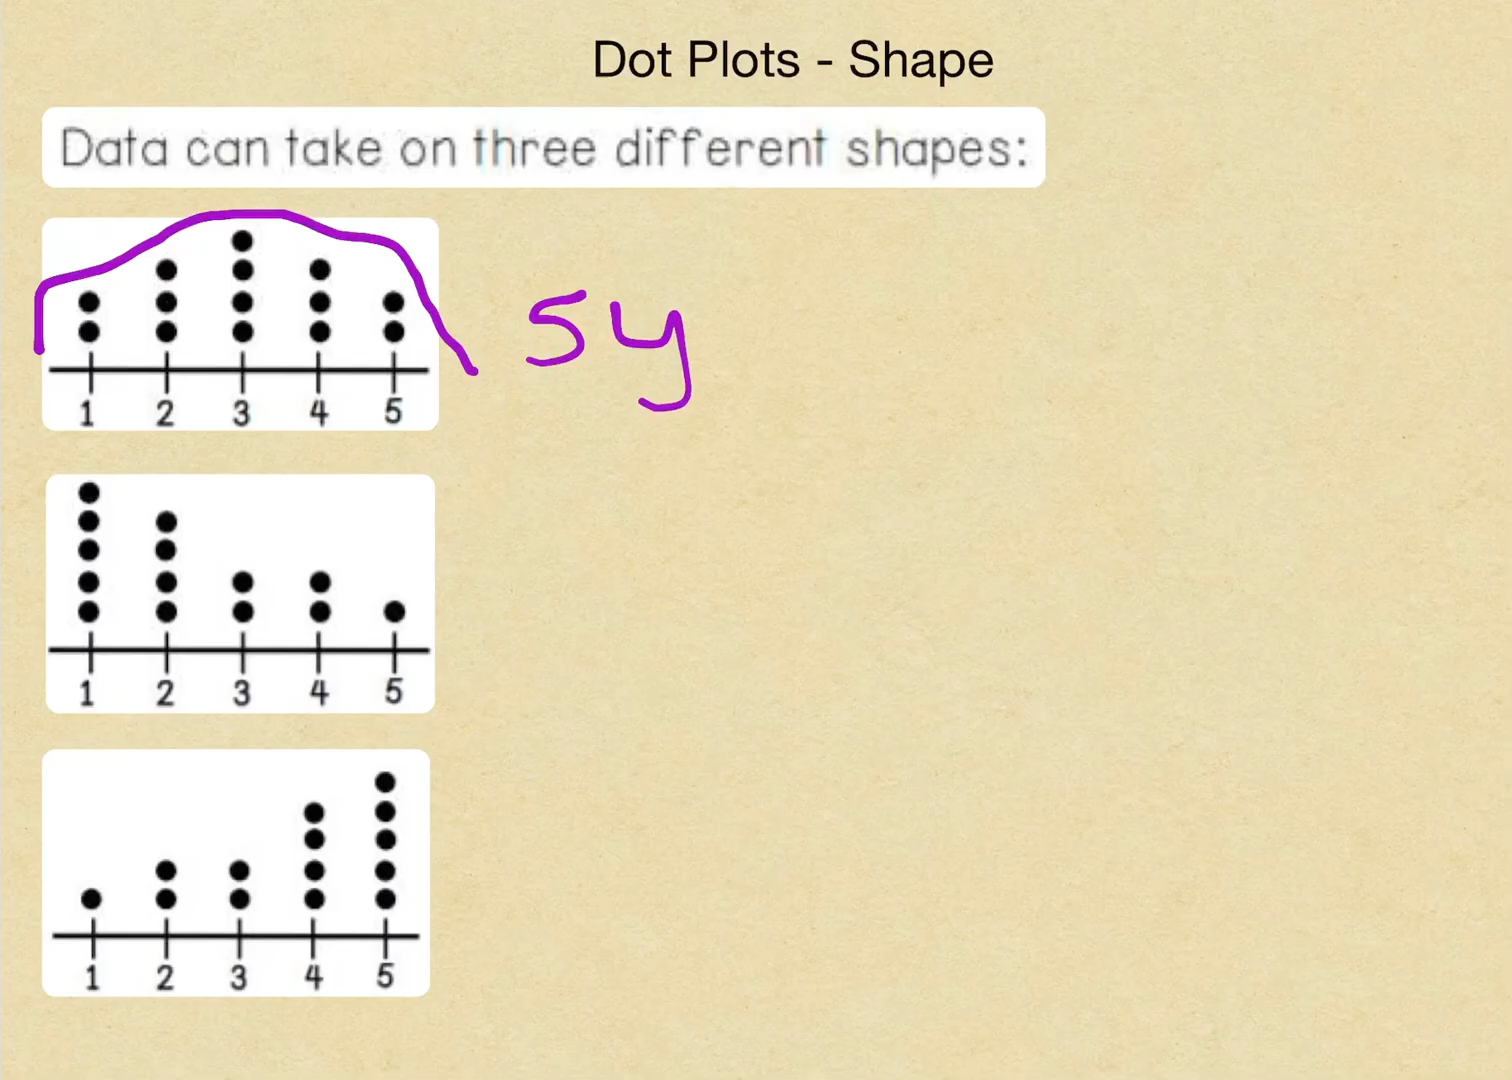 Dot Plots - Shape
Data can take on three different shapes:
sy
1 2 3 4 5
1 2 3 4 5
1 2 3 4 5